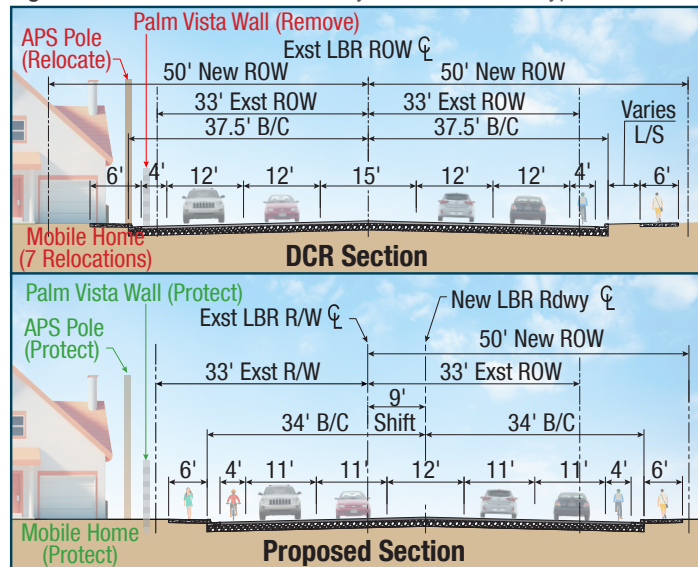 Palm Vista Wall (Remove)
APS Pole
(Relocate)
Exst LBR ROW ℄
50' New ROW 50' New ROW
33' Exst ROW 33' Exst ROW
37.5' B/C 37.5' B/C
Varies
L/S
6' 4' 12' 12' 15' 12' 12' 4' 6'
Mobile Home
(7 Relocations)
DCR Section
Palm Vista Wall (Protect)
New LBR Rdwy ℄
Exst LBR R/W ℄
APS Pole
(Protect)
50' New ROW
33' Exst R/W 33' Exst ROW
9'
Shift
34' B/C 34' B/C
6' 4' 11' 11' 12' 11' 11' 4' 6'
Mobile Home
(Protect)
Proposed Section